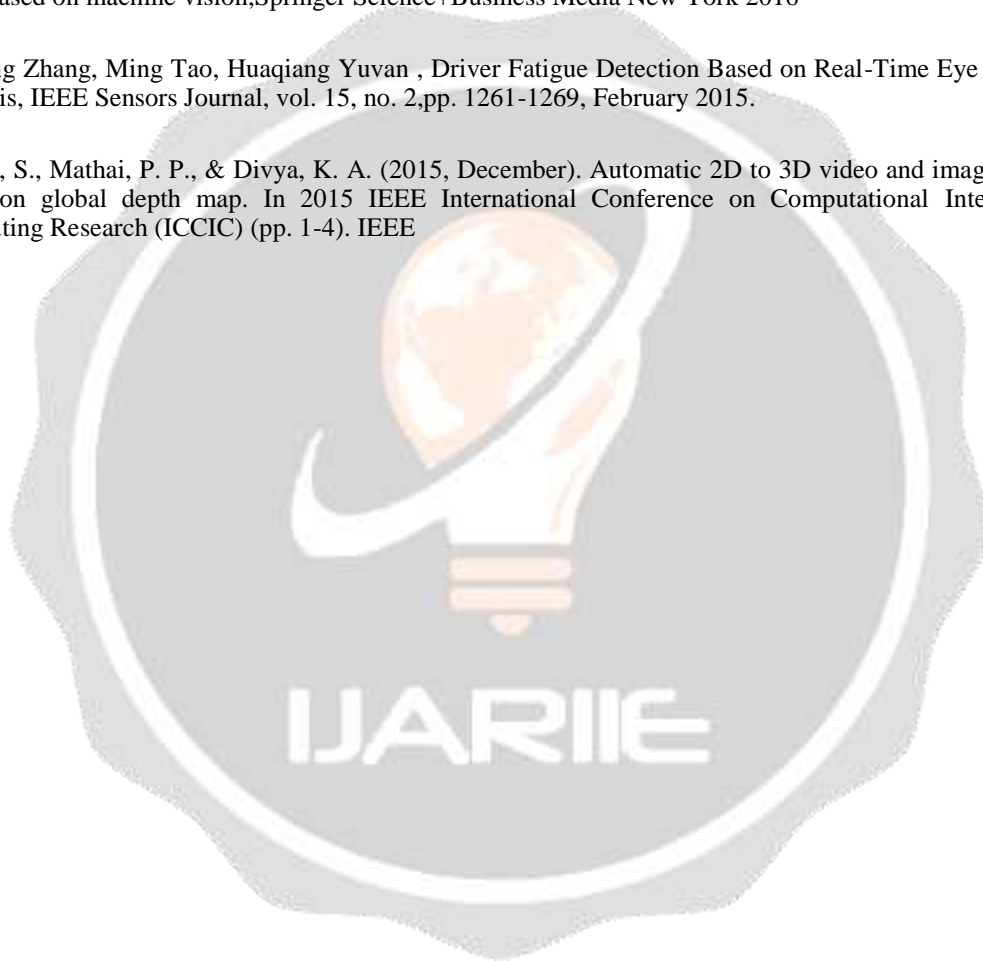 ased on machine vision,Springer Science+Business Media New York 2016
ng Zhang, Ming Tao, Huaqiang Yuvan , Driver Fatigue Detection Based on Real-Time Eye
is, IEEE Sensors Journal, vol. 15, no. 2,pp. 1261-1269, February 2015.
, S., Mathai, P. P., & Divya, K. A. (2015, December). Automatic 2D to 3D video and imag
on global depth map. In 2015 IEEE International Conference on Computational Inte
uting Research (ICCIC) (pp. 1-4). IEEE
IJARIIE